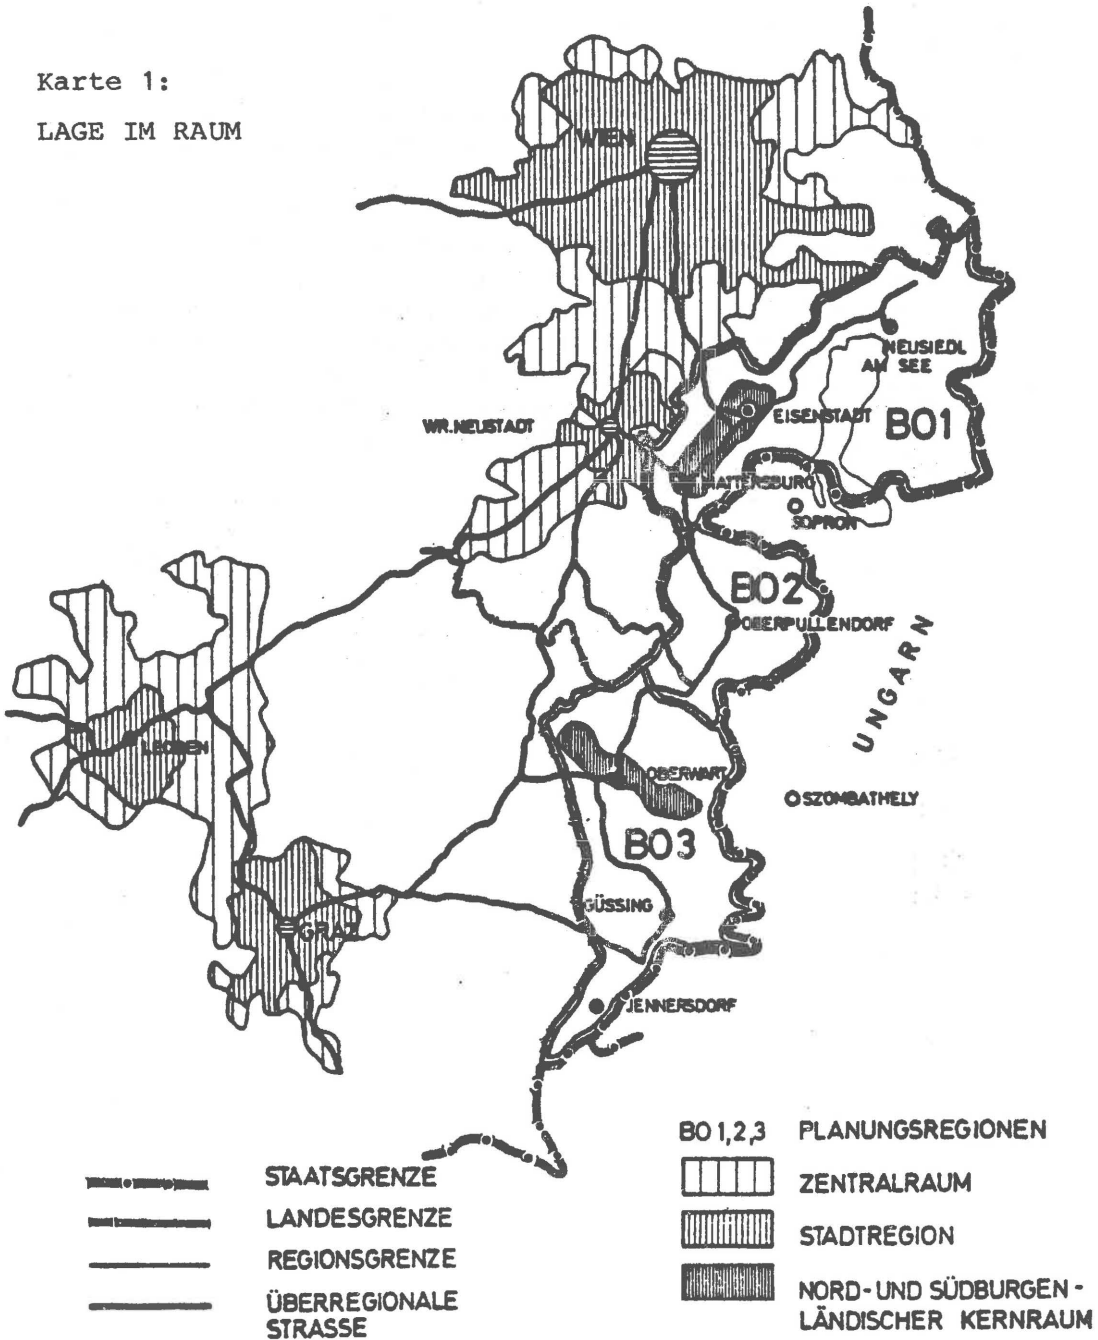 Karte 1:
LAGE IM RAUM
WIEN
NEUSIEDL
AM SEE
WR. NEUSTADT
EISENSTADT
BO1
MATTERSBURG
SOPRON
BO2
OBERPULLENDORF
UNGARN
LEOBEN
OBERWART
SZOMBATHELY
BO3
GÜSSING
GRAZ
JENNERSDORF
STAATSGRENZE
LANDESGRENZE
REGIONSGRENZE
ÜBERREGIONALE
STRASSE
BO 1,2,3 PLANUNGSREGIONEN
ZENTRALRAUM
STADTREGION
NORD-UND SÜDBURGEN-
LÄNDISCHER KERNRAUM